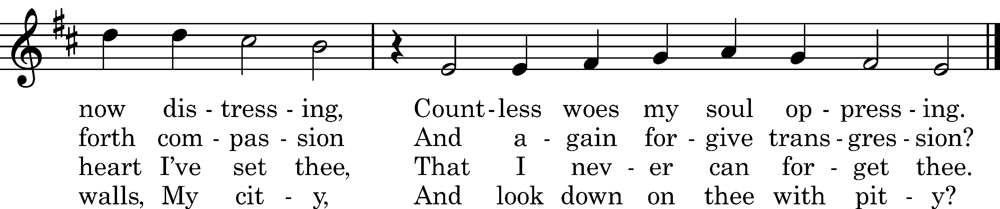 now dis - tress - ing, Count - less woes my soul op - press - ing.
forth com - pas - sion And a - gain for - give trans - gres - sion?
heart I've set thee, That I nev - er can for - get thee.
walls, My cit - y, And look down on thee with pit - y?